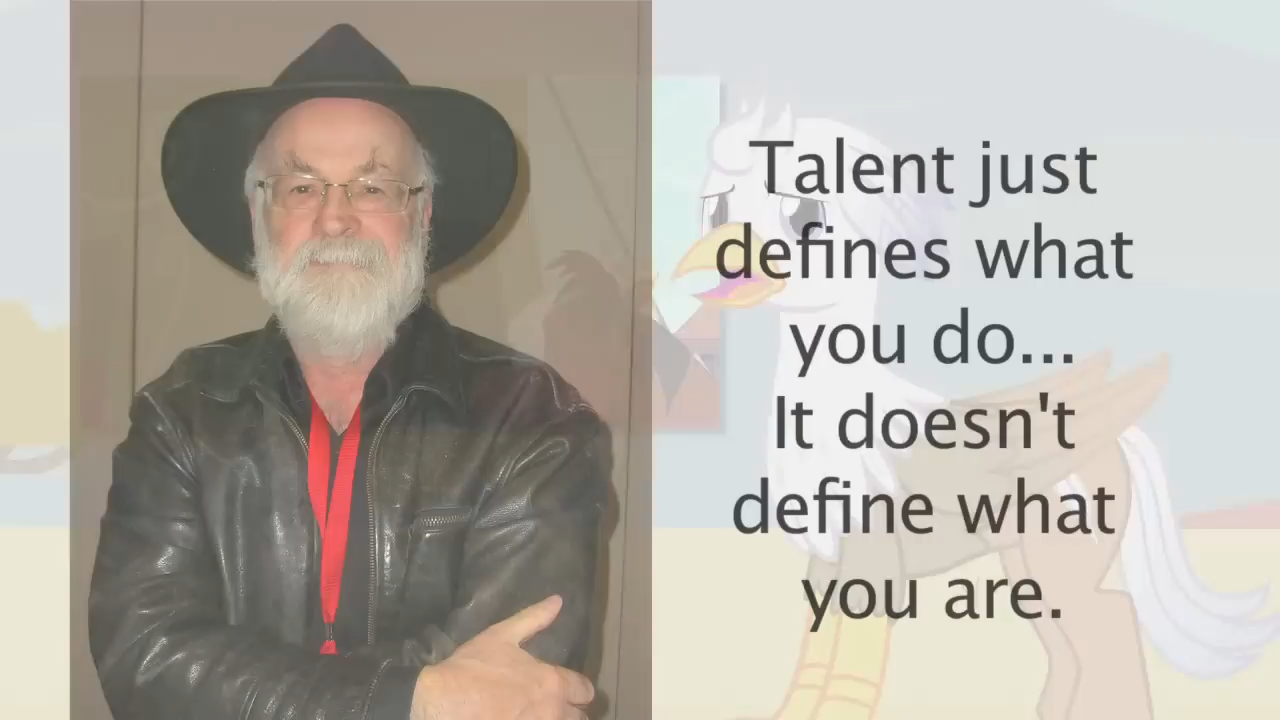 Talent just
defines what
you do...
It doesn't
define what
you are.